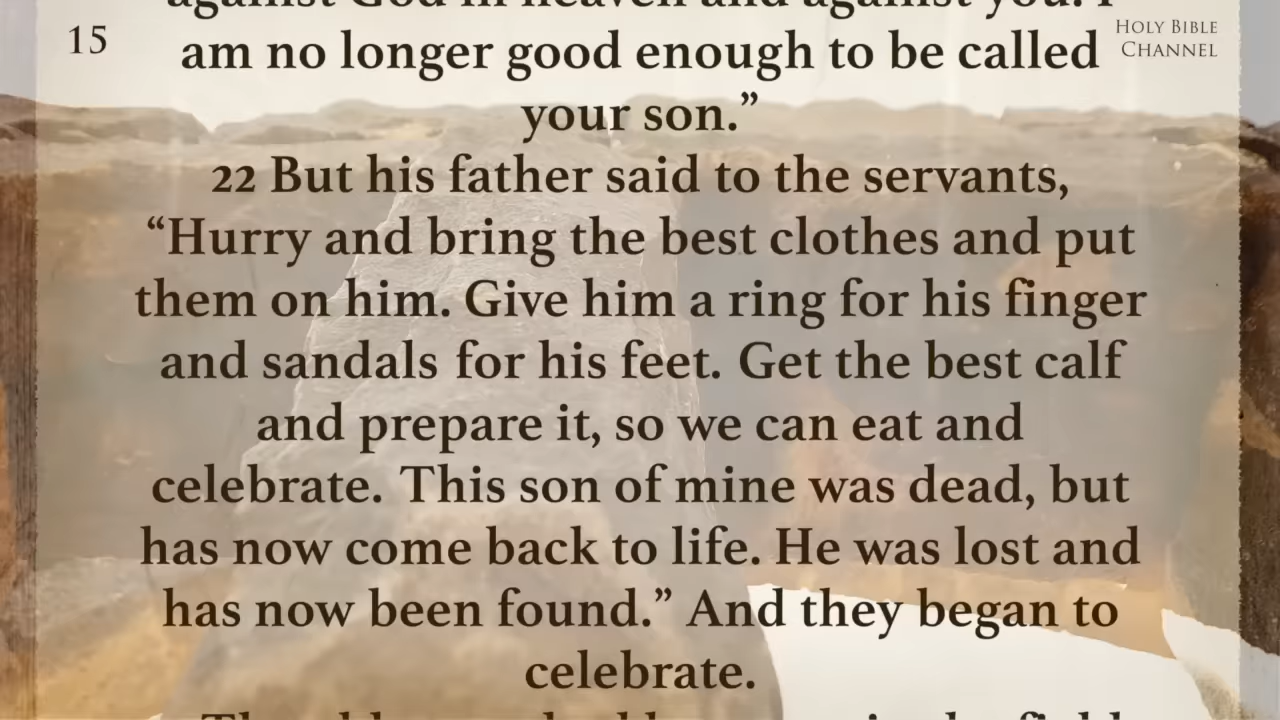 against God in heaven and against you. I
15
HOLY BIBLE
CHANNEL
am no longer good enough to be called
your son.”
22 But his father said to the servants,
“Hurry and bring the best clothes and put
them on him. Give him a ring for his finger
and sandals for his feet. Get the best calf
and prepare it, so we can eat and
celebrate. This son of mine was dead, but
has now come back to life. He was lost and
has now been found.” And they began to
celebrate.